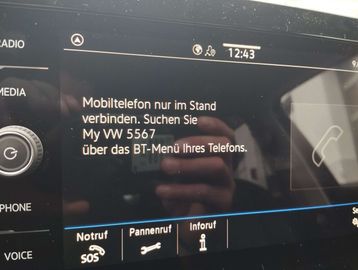 RADIO
12:43
MEDIA
Mobiltelefon nur im Stand
verbinden. Suchen Sie
My VW 5567
über das BT-Menü Ihres Telefons.
PHONE
Notruf
Pannenruf
Inforuf
SOS
VOICE